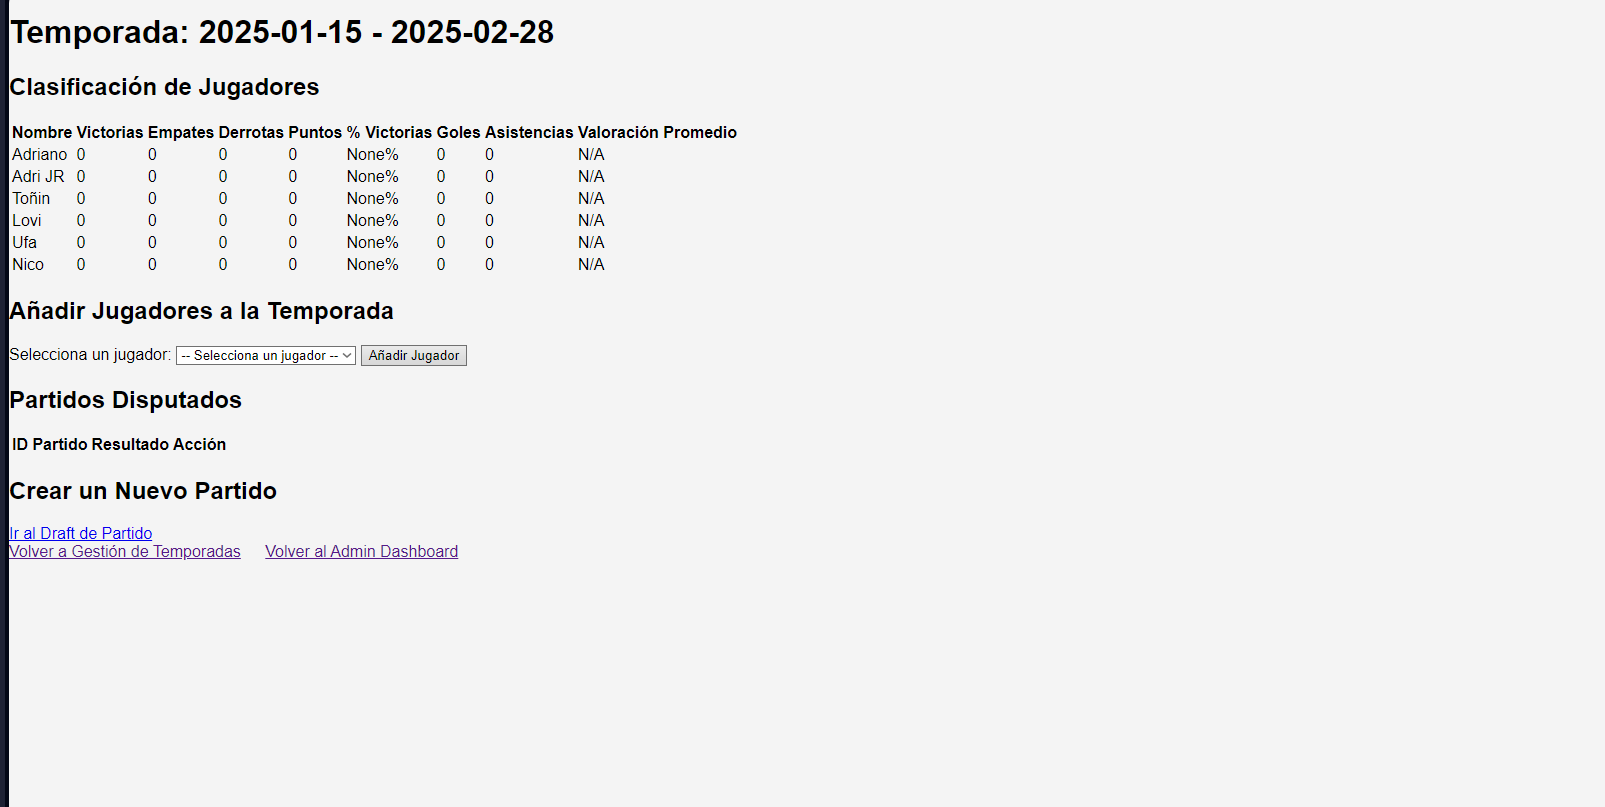 Temporada: 2025-01-15 - 2025-02-28
Clasificación de Jugadores
Nombre Victorias Empates Derrotas Puntos % Victorias Goles Asistencias Valoración Promedio
Adriano 0 0 0 0 None% 0 0 N/A
Adri JR 0 0 0 0 None% 0 0 N/A
Toñin 0 0 0 0 None% 0 0 N/A
Lovi 0 0 0 0 None% 0 0 N/A
Ufa 0 0 0 0 None% 0 0 N/A
Nico 0 0 0 0 None% 0 0 N/A
Añadir Jugadores a la Temporada
Selecciona un jugador: -- Selecciona un jugador -- Añadir Jugador
Partidos Disputados
ID Partido Resultado Acción
Crear un Nuevo Partido
Ir al Draft de Partido
Volver a Gestión de Temporadas Volver al Admin Dashboard